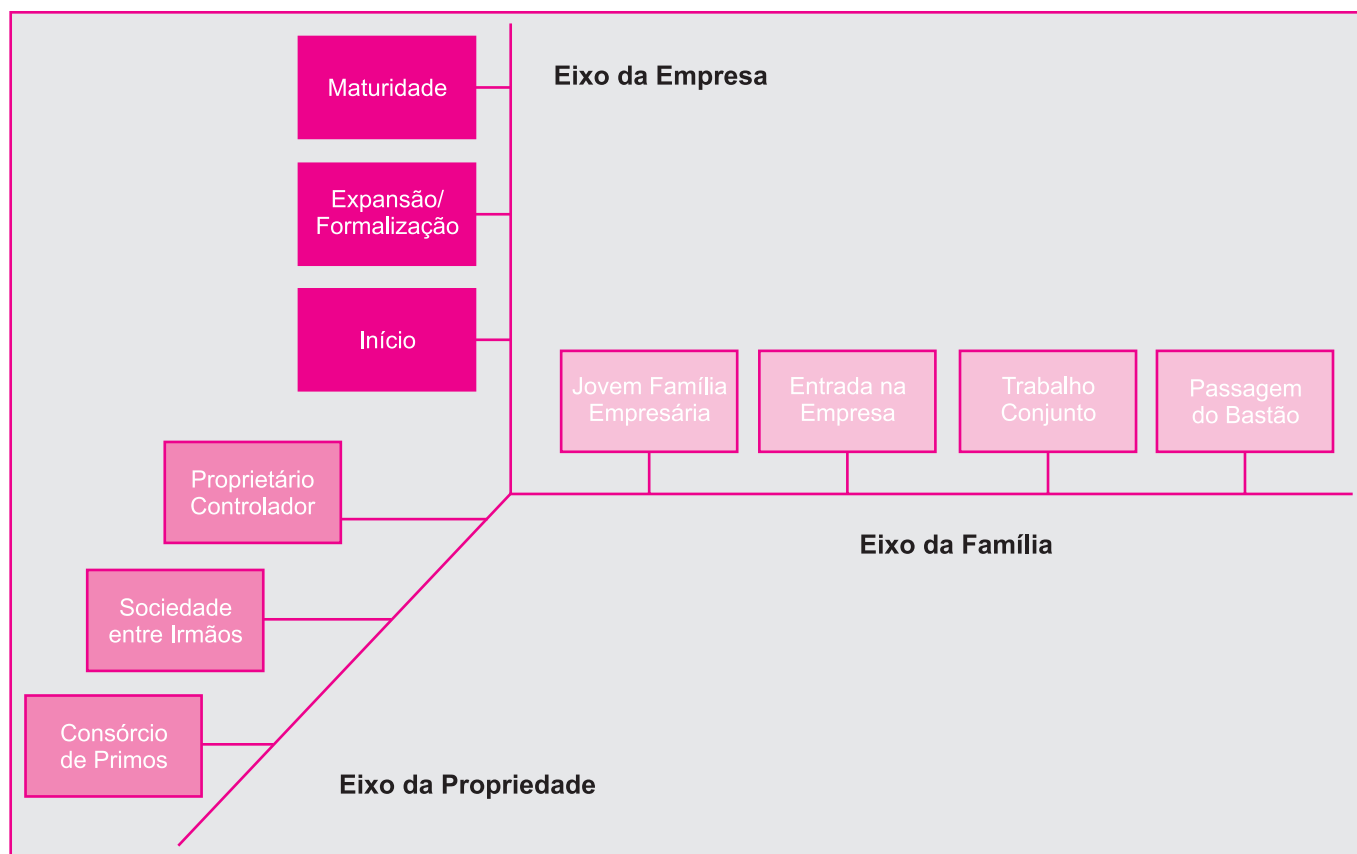 Maturidade
Eixo da Empresa
Expansão/
Formalização
Início
Jovem Família
Empresária
Entrada na
Empresa
Trabalho
Conjunto
Passagem
do Bastão
Proprietário
Controlador
Eixo da Família
Sociedade
entre Irmãos
Consórcio
de Primos
Eixo da Propriedade